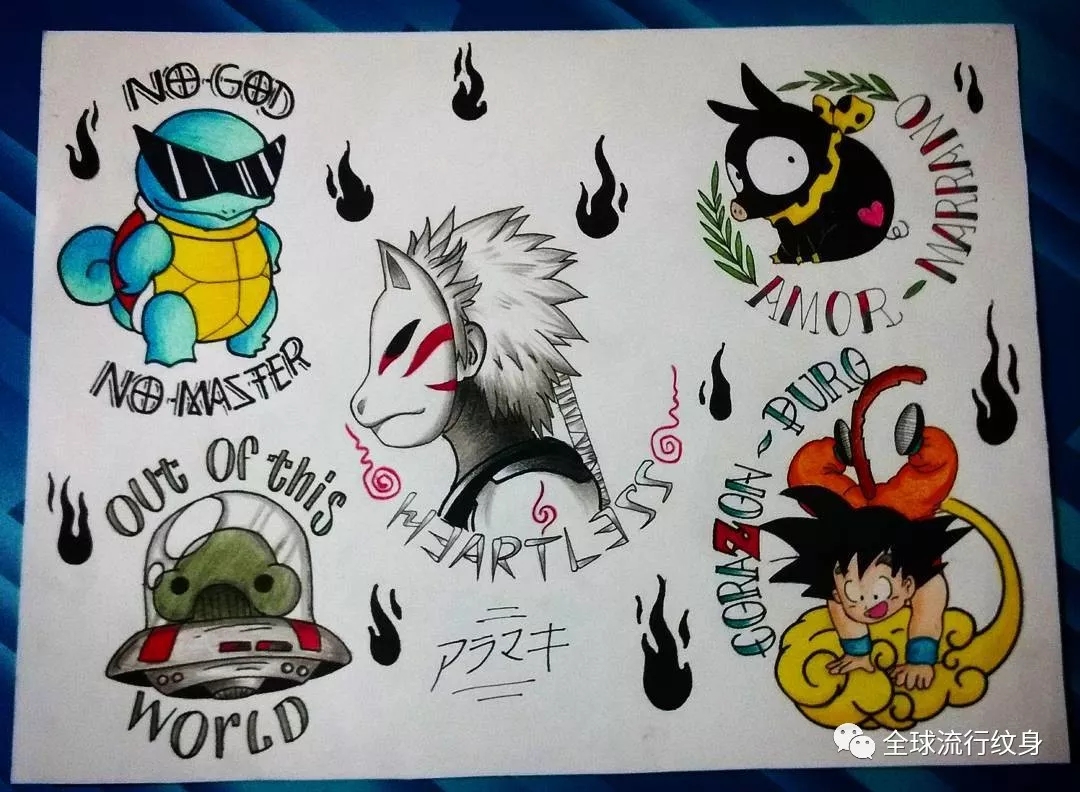 NO-GOD
NO-MASTER
AMOR - MARRANO
HEARTLESS
CORAZON - PURO
OUT Of this
WORLD
アラマキ
全球流行纹身